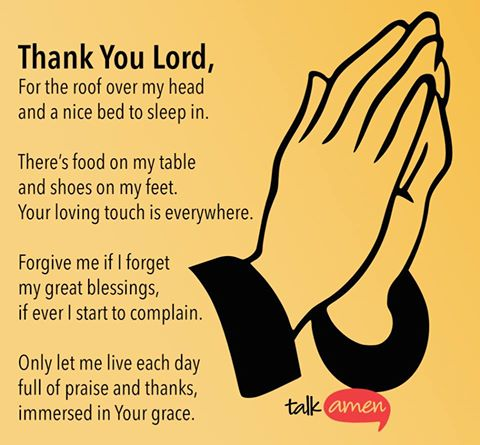 Thank You Lord,
For the roof over my head
and a nice bed to sleep in.
There's food on my table
and shoes on my feet.
Your loving touch is everywhere.
Forgive me if I forget
my great blessings,
if ever I start to complain.
Only let me live each day
full of praise and thanks,
immersed in Your grace.
talk amen